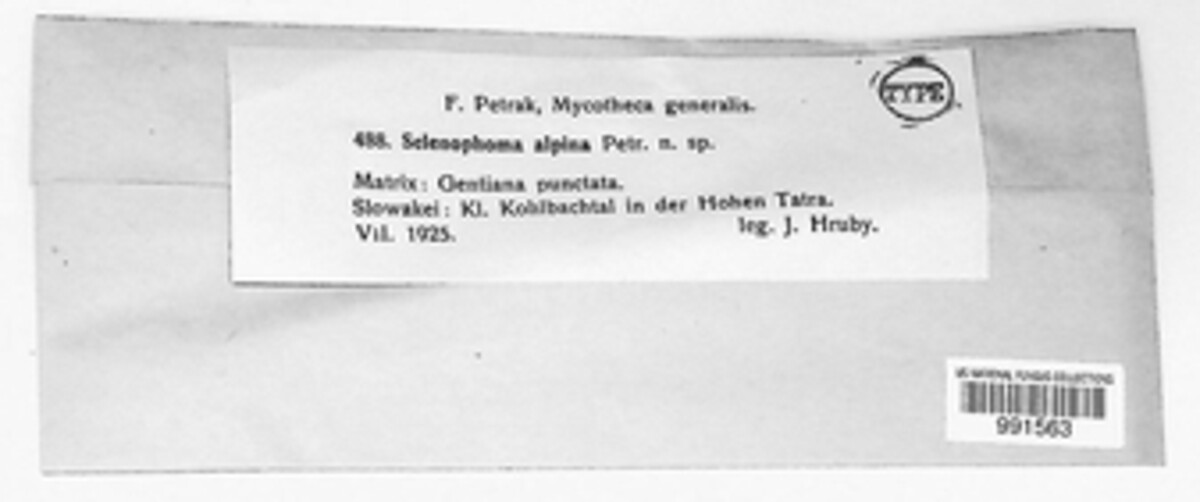 F. Petrak, Mycotheca generalis.
TYPE
488. Selenophoma alpina Petr. n. sp.
Matrix: Gentiana punctata.
Slowakei: Kl. Kohlbachtal in der Hohen Tatra.
VII. 1925. leg. J. Hruby.
991563